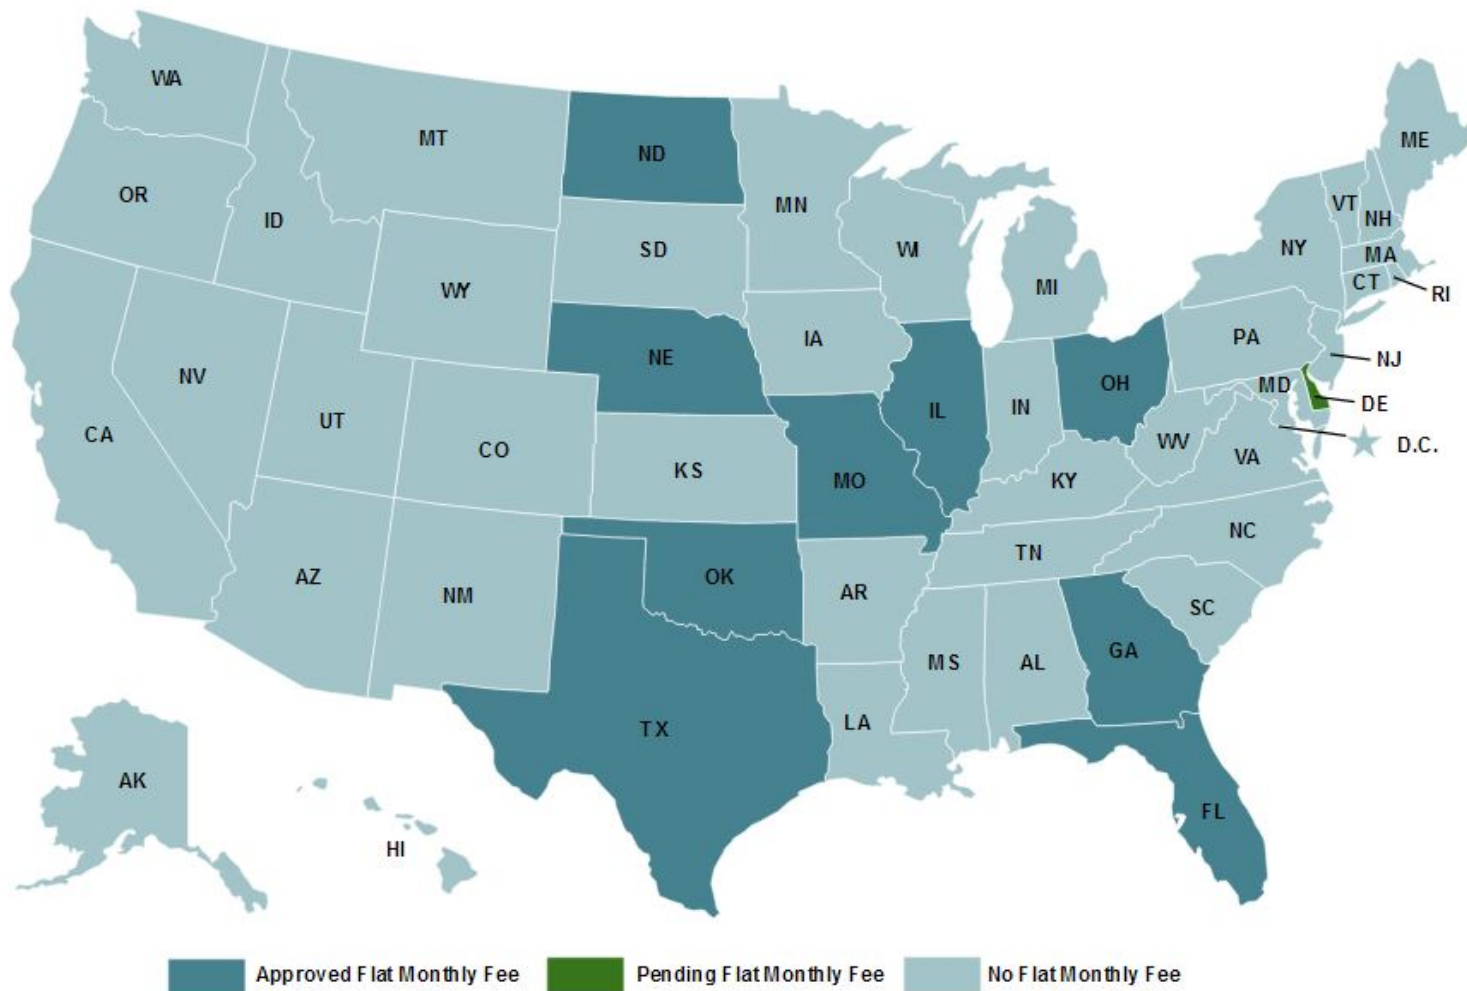 WA
MT
ND
ME
OR
ID
MN
VT
NH
SD
WI
NY
MA
WY
MI
CT
RI
IA
PA
NE
NJ
NV
OH
MD
IL
IN
DE
UT
CA
CO
WV
D.C.
KS
VA
MO
KY
NC
TN
AZ
OK
AR
NM
SC
MS
AL
GA
LA
TX
AK
FL
HI
Approved Flat Monthly Fee
Pending Flat Monthly Fee
No Flat Monthly Fee